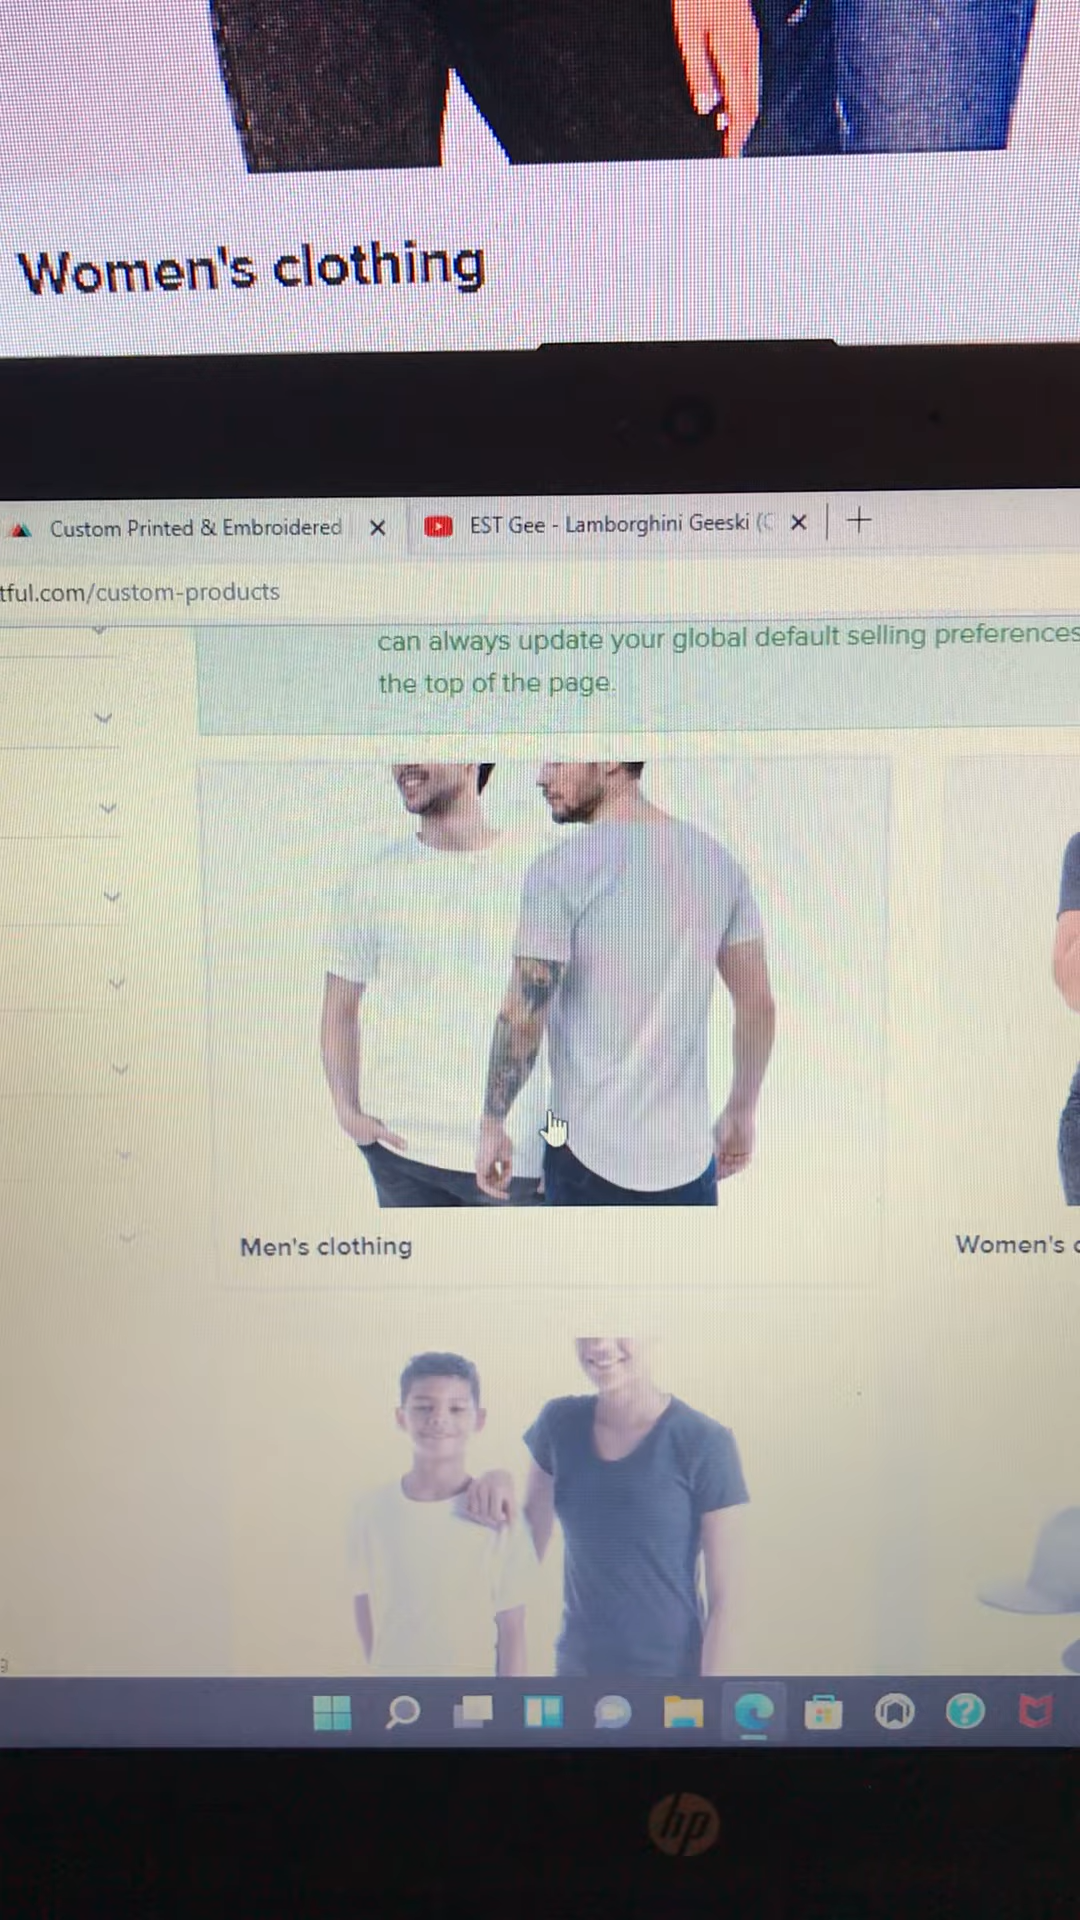 Women's clothing
Custom Printed & Embroidered
EST Gee - Lamborghini Geeski (
tful.com/custom-products
can always update your global default selling preferences
the top of the page.
Men's clothing
Women's c
hp